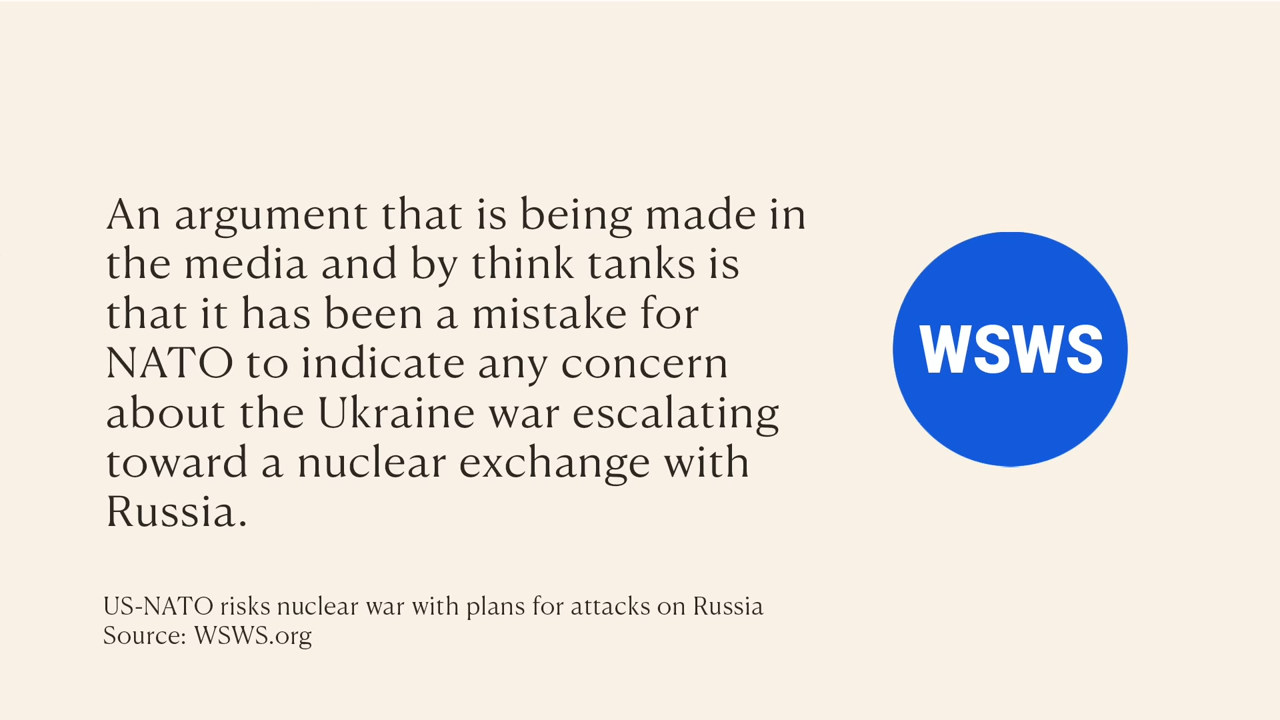 An argument that is being made in
the media and by think tanks is
that it has been a mistake for
NATO to indicate any concern
about the Ukraine war escalating
toward a nuclear exchange with
Russia.
WSWS
US-NATO risks nuclear war with plans for attacks on Russia
Source: WSWS.org